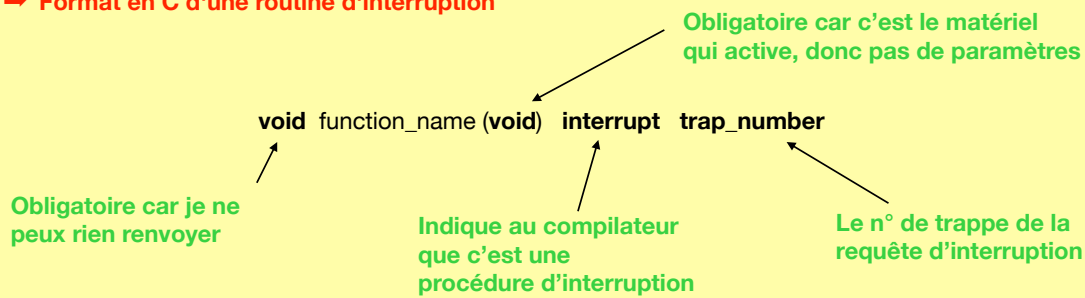 ➡ Format en C d'une routine d'interruption
Obligatoire car c'est le matériel
qui active, donc pas de paramètres
void function_name (void) interrupt trap_number
Obligatoire car je ne
peux rien renvoyer
Indique au compilateur
que c'est une
procédure d'interruption
Le n° de trappe de la
requête d'interruption